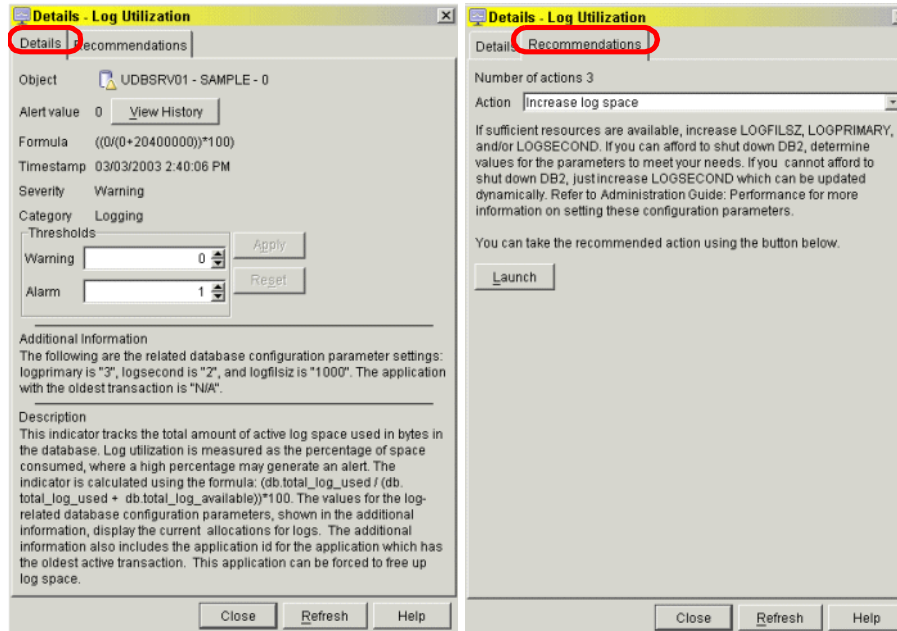 Details - Log Utilization
Details
Recommendations
Object UDBSRV01 - SAMPLE - 0
Alert value 0 View History
Formula ((0/(0+20400000))*100)
Timestamp 03/03/2003 2:40:06 PM
Severity Warning
Category Logging
Thresholds
Warning 0
Apply
Alarm 1
Reset
Additional Information
The following are the related database configuration parameter settings:
logprimary is "3", logsecond is "2", and logfilsiz is "1000". The application
with the oldest transaction is "N/A".
Description
This indicator tracks the total amount of active log space used in bytes in
the database. Log utilization is measured as the percentage of space
consumed, where a high percentage may generate an alert. The
indicator is calculated using the formula: (db.total_log_used / (db.
total_log_used + db.total_log_available))*100. The values for the log-
related database configuration parameters, shown in the additional
information, display the current allocations for logs. The additional
information also includes the application id for the application which has
the oldest active transaction. This application can be forced to free up
log space.
Close Refresh Help
Details - Log Utilization
Details
Recommendations
Number of actions 3
Action Increase log space
If sufficient resources are available, increase LOGFILSZ, LOGPRIMARY,
and/or LOGSECOND. If you can afford to shut down DB2, determine
values for the parameters to meet your needs. If you cannot afford to
shut down DB2, just increase LOGSECOND which can be updated
dynamically. Refer to Administration Guide: Performance for more
information on setting these configuration parameters.
You can take the recommended action using the button below.
Launch
Close Refresh Help